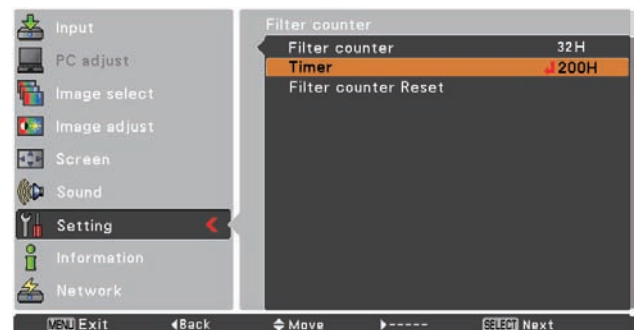 Input
PC adjust
Image select
Image adjust
Screen
Sound
Setting
Information
Network
Filter counter
Filter counter 32H
Timer 200H
Filter counter Reset
MENU Exit ◀Back Move ▶----- SELECT Next